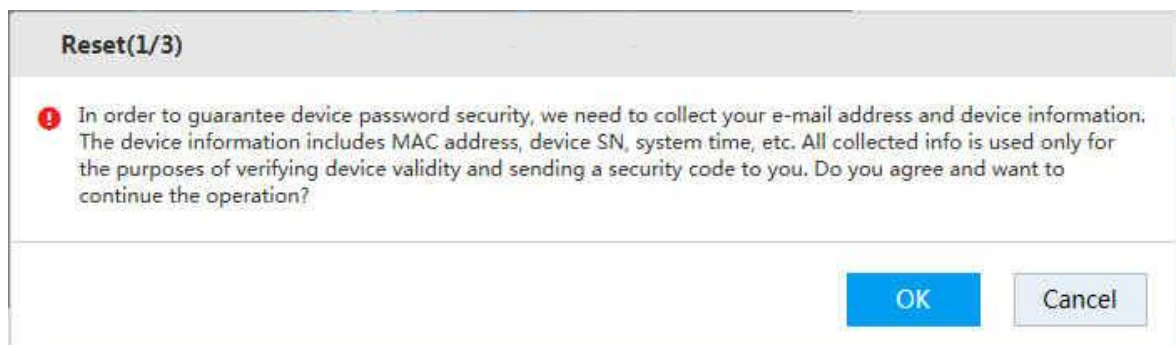 Reset(1/3)
In order to guarantee device password security, we need to collect your e-mail address and device information.
The device information includes MAC address, device SN, system time, etc. All collected info is used only for
the purposes of verifying device validity and sending a security code to you. Do you agree and want to
continue the operation?
OK
Cancel